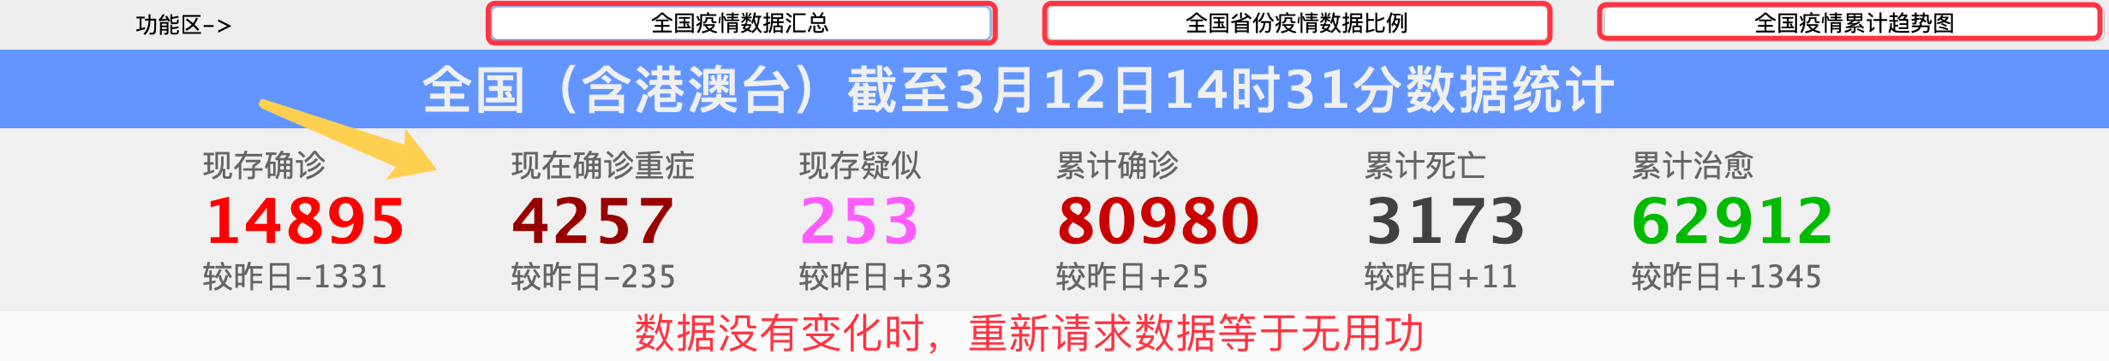 功能区-> 全国疫情数据汇总 全国省份疫情数据比例 全国疫情累计趋势图
全国（含港澳台）截至3月12日14时31分数据统计
现存确诊 现在确诊重症 现存疑似 累计确诊 累计死亡 累计治愈
14895 4257 253 80980 3173 62912
较昨日-1331 较昨日-235 较昨日+33 较昨日+25 较昨日+11 较昨日+1345
数据没有变化时，重新请求数据等于无用功